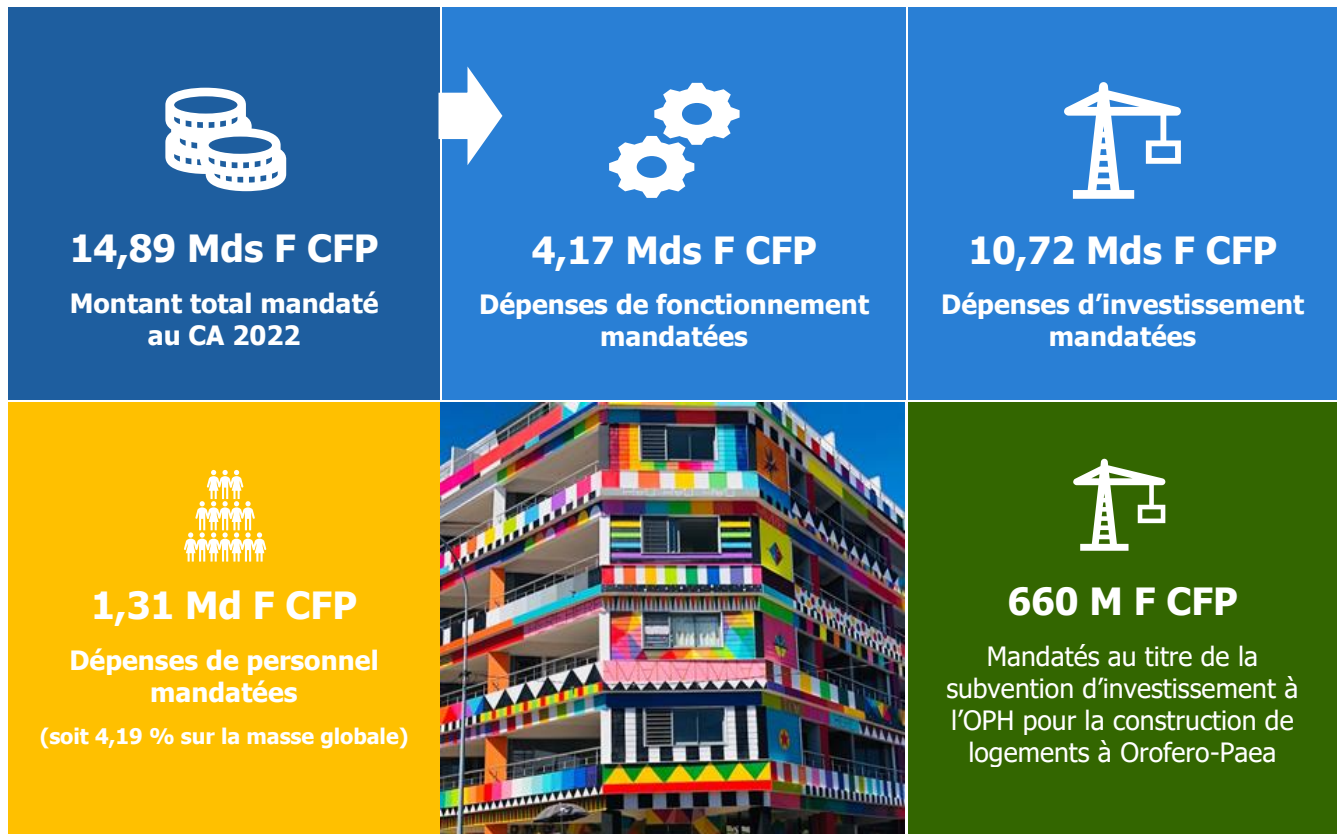 14,89 Mds F CFP
Montant total mandaté
au CA 2022
4,17 Mds F CFP
Dépenses de fonctionnement
mandatées
10,72 Mds F CFP
Dépenses d’investissement
mandatées
1,31 Md F CFP
Dépenses de personnel
mandatées
(soit 4,19 % sur la masse globale)
660 M F CFP
Mandatés au titre de la
subvention d’investissement à
l’OPH pour la construction de
logements à Orofero-Paea